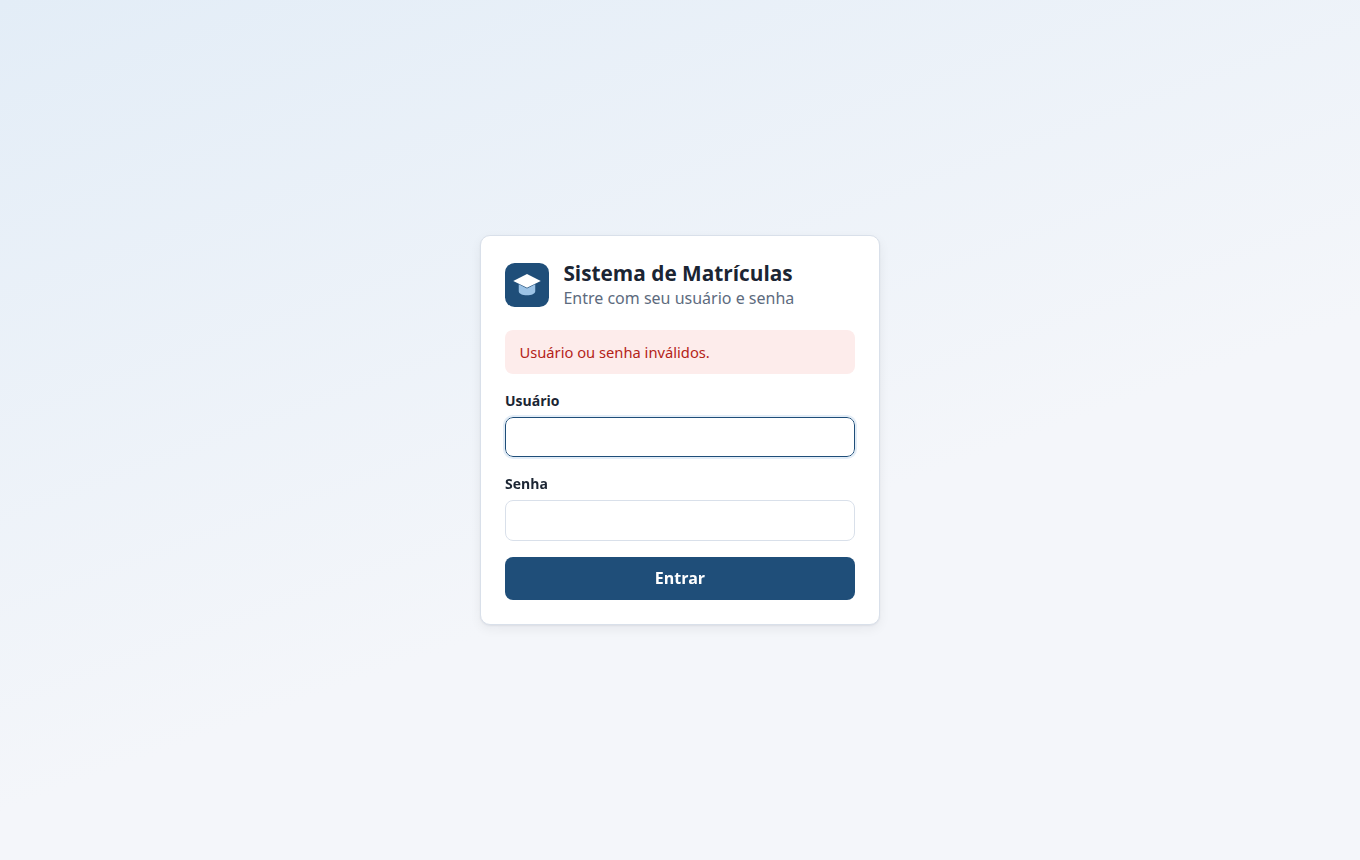 Sistema de Matrículas
Entre com seu usuário e senha
Usuário ou senha inválidos.
Usuário
Senha
Entrar